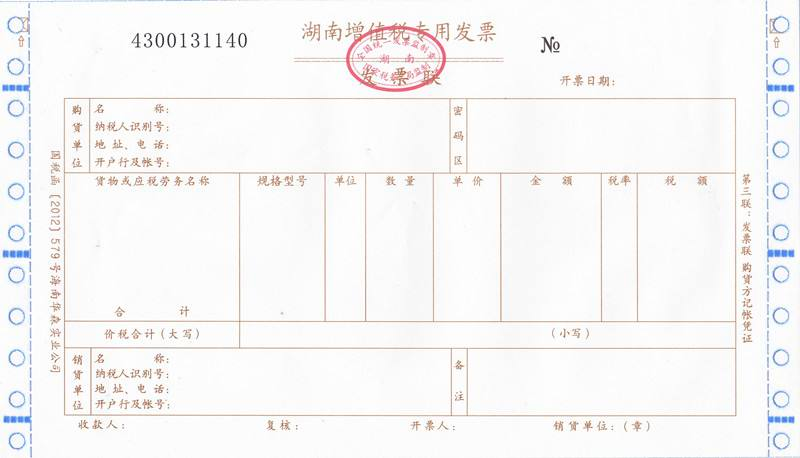 4300131140
湖南增值税专用发票
№
全国统一发票监制章
湖南
国家税务局监制
发票联
开票日期：
购货单位
名称：
纳税人识别号：
地址、电话：
开户行及帐号：
密码区
货物或应税劳务名称 规格型号 单位 数量 单价 金额 税率 税额
合计
价税合计（大写） （小写）
销货单位
名称：
纳税人识别号：
地址、电话：
开户行及帐号：
备注
收款人： 复核： 开票人： 销货单位：（章）
国税函〔2012〕579号海南华森实业公司
第三联：发票联 购货方记帐凭证